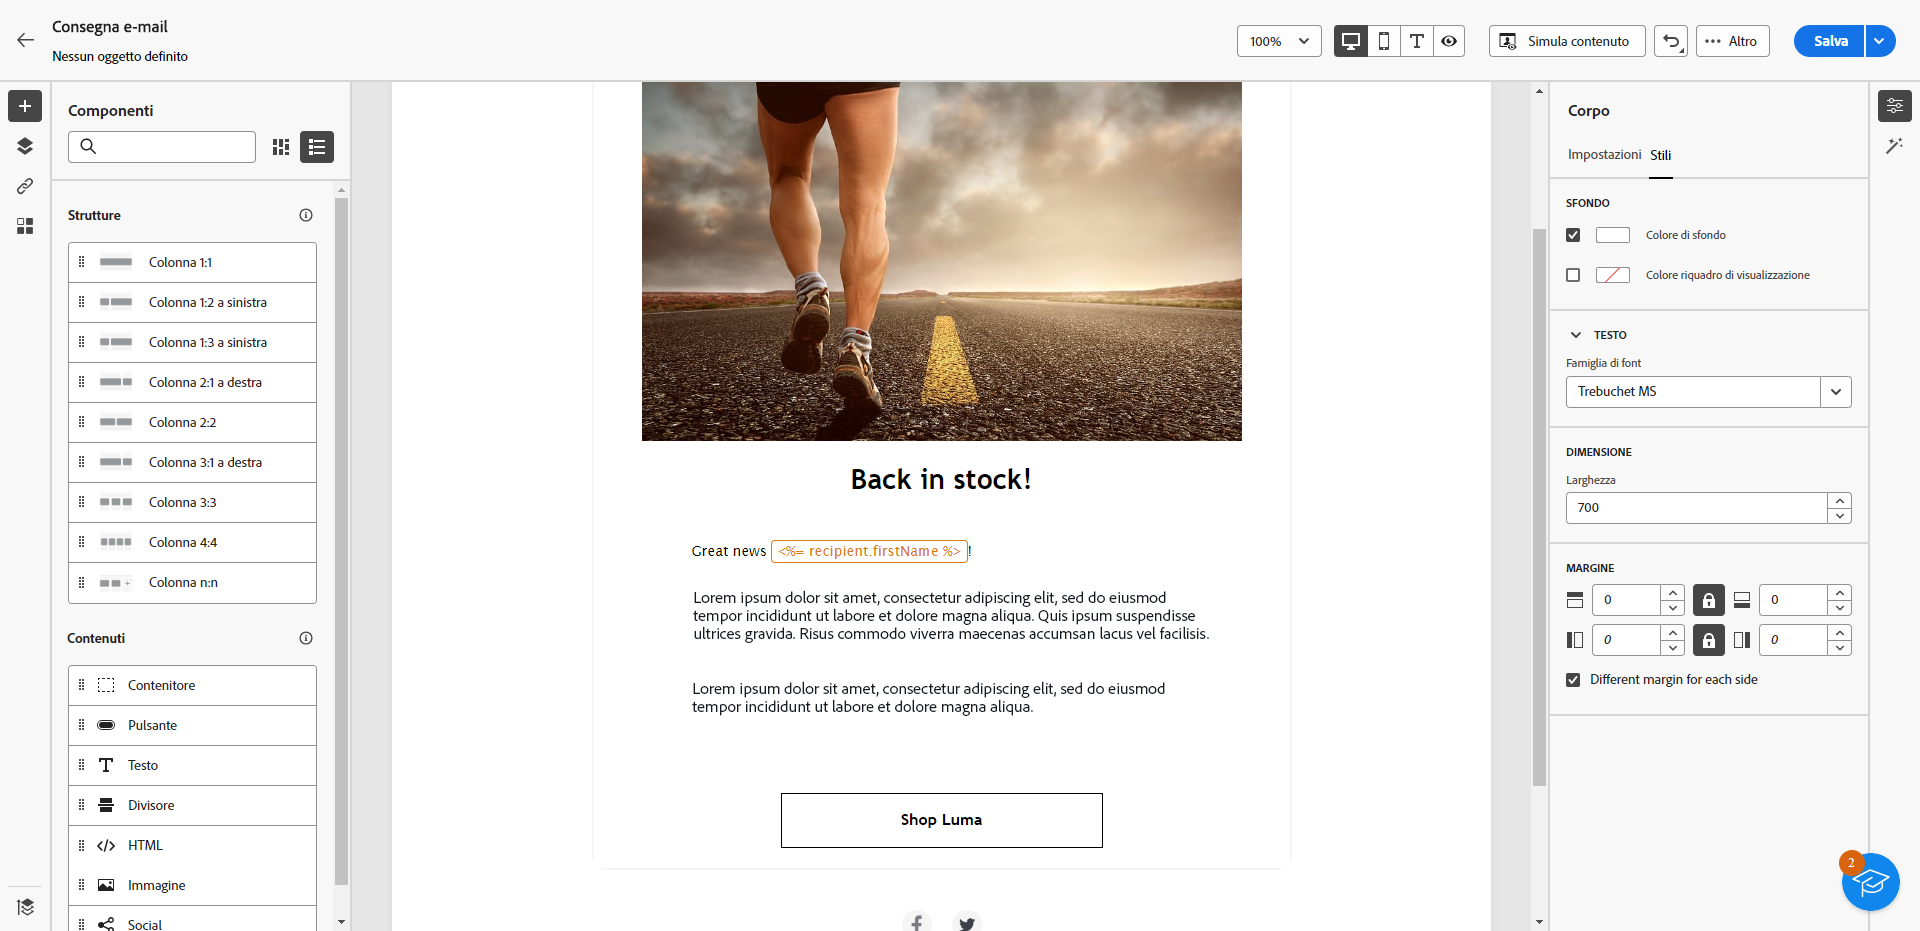 Consegna e-mail
Nessun oggetto definito
100%
Simula contenuto
Altro
Salva
Componenti
Strutture
Colonna 1:1
Colonna 1:2 a sinistra
Colonna 1:3 a sinistra
Colonna 2:1 a destra
Colonna 2:2
Colonna 3:1 a destra
Colonna 3:3
Colonna 4:4
Colonna n:n
Contenuti
Contenitore
Pulsante
Testo
Divisore
HTML
Immagine
Social
Back in stock!
Great news <%= recipient.firstName %>!
Lorem ipsum dolor sit amet, consectetur adipiscing elit, sed do eiusmod
tempor incididunt ut labore et dolore magna aliqua. Quis ipsum suspendisse
ultrices gravida. Risus commodo viverra maecenas accumsan lacus vel facilisis.
Lorem ipsum dolor sit amet, consectetur adipiscing elit, sed do eiusmod
tempor incididunt ut labore et dolore magna aliqua.
Shop Luma
Corpo
Impostazioni Stili
SFONDO
Colore di sfondo
Colore riquadro di visualizzazione
TESTO
Famiglia di font
Trebuchet MS
DIMENSIONE
Larghezza
700
MARGINE
0 0
0 0
Different margin for each side
2